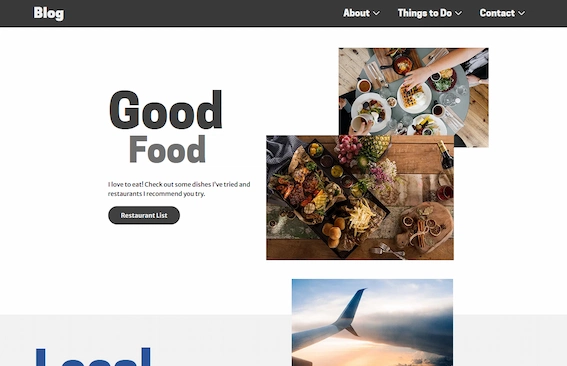 Blog
About
Things to Do
Contact
Good
Food
I love to eat! Check out some dishes I've tried and
restaurants I recommend you try.
Restaurant List